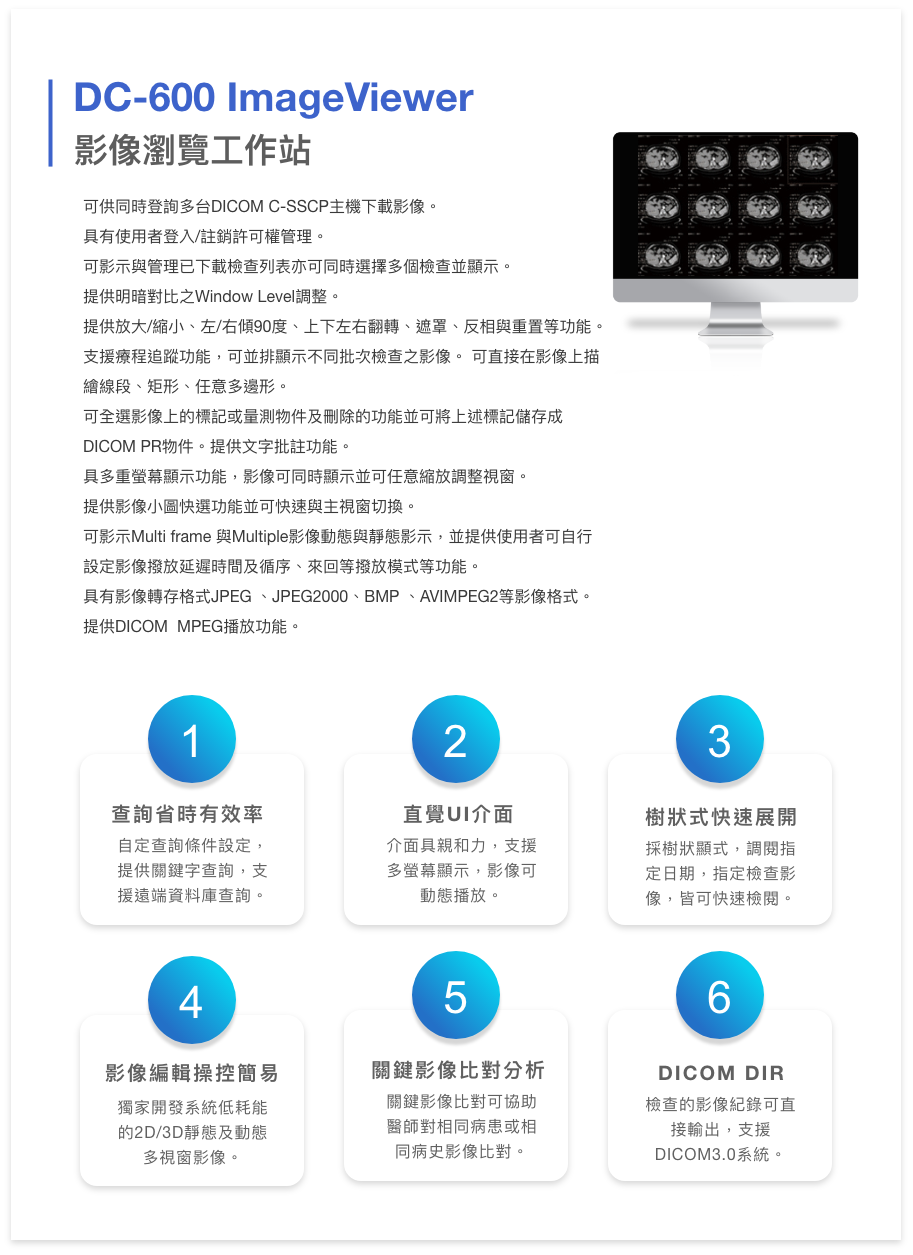 DC-600 ImageViewer
影像瀏覽工作站
可供同時登詢多台DICOM C-SSCP主機下載影像。
具有使用者登入/註銷許可權管理。
可影示與管理已下載檢查列表亦可同時選擇多個檢查並顯示。
提供明暗對比之Window Level調整。
提供放大/縮小、左/右傾90度、上下左右翻轉、遮罩、反相與重置等功能。
支援療程追蹤功能，可並排顯示不同批次檢查之影像。 可直接在影像上描
繪線段、矩形、任意多邊形。
可全選影像上的標記或量測物件及刪除的功能並可將上述標記儲存成
DICOM PR物件。提供文字批註功能。
具多重螢幕顯示功能，影像可同時顯示並可任意縮放調整視窗。
提供影像小圖快選功能並可快速與主視窗切換。
可影示Multi frame 與Multiple影像動態與靜態影示，並提供使用者可自行
設定影像撥放延遲時間及循序、來回等撥放模式等功能。
具有影像轉存格式JPEG 、JPEG2000、BMP 、AVIMPEG2等影像格式。
提供DICOM  MPEG播放功能。
1
查詢省時有效率
自定查詢條件設定，
提供關鍵字查詢，支
援遠端資料庫查詢。
2
直覺UI介面
介面具親和力，支援
多螢幕顯示，影像可
動態播放。
3
樹狀式快速展開
採樹狀顯式，調閱指
定日期，指定檢查影
像，皆可快速檢閱。
4
影像編輯操控簡易
獨家開發系統低耗能
的2D/3D靜態及動態
多視窗影像。
5
關鍵影像比對分析
關鍵影像比對可協助
醫師對相同病患或相
同病史影像比對。
6
DICOM DIR
檢查的影像紀錄可直
接輸出，支援
DICOM3.0系統。